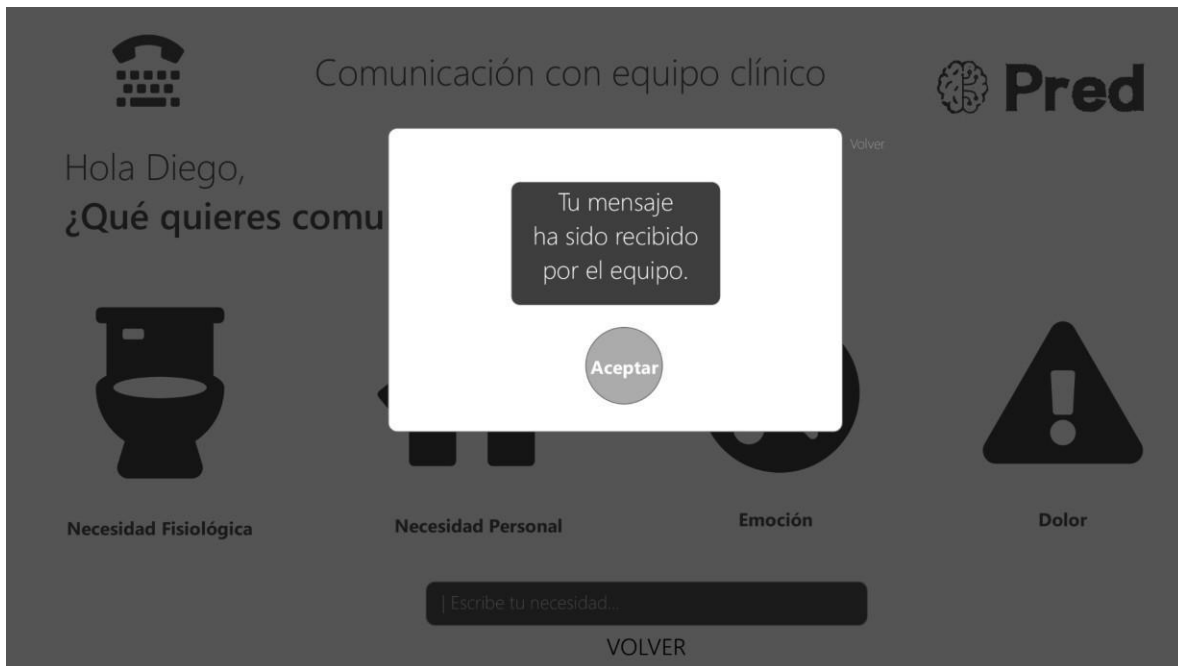 Comunicación con equipo clínico
Pred
Volver
Hola Diego,
¿Qué quieres comu
Tu mensaje
ha sido recibido
por el equipo.
Aceptar
Necesidad Fisiológica
Necesidad Personal
Emoción
Dolor
| Escribe tu necesidad...
VOLVER